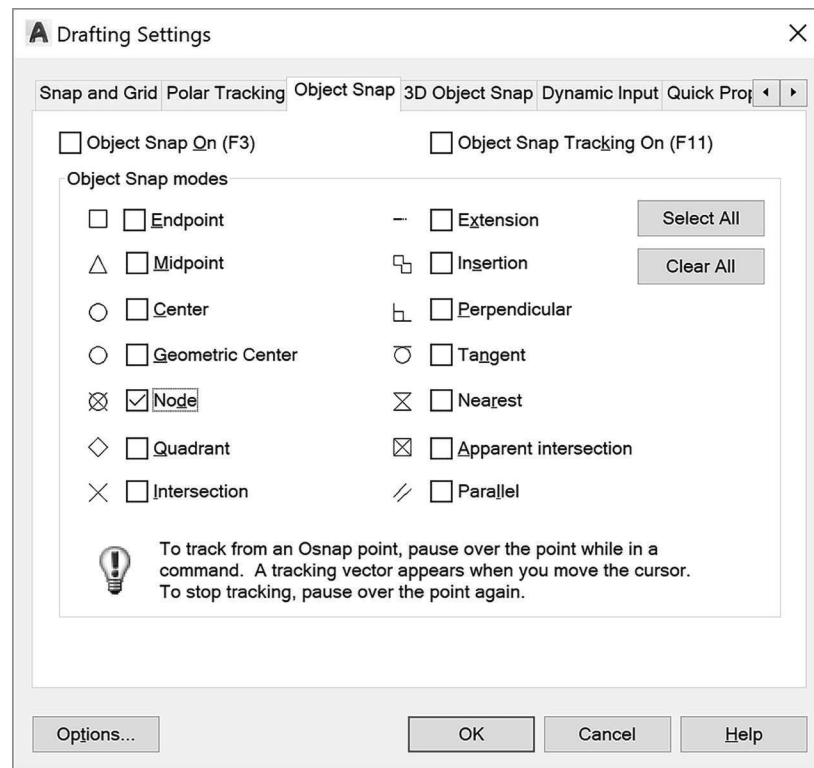 Drafting Settings
Snap and Grid Polar Tracking Object Snap 3D Object Snap Dynamic Input Quick Prop
Object Snap On (F3)
Object Snap Tracking On (F11)
Object Snap modes
Endpoint
Extension
Select All
Midpoint
Insertion
Clear All
Center
Perpendicular
Geometric Center
Tangent
Node
Nearest
Quadrant
Apparent intersection
Intersection
Parallel
To track from an Osnap point, pause over the point while in a
command. A tracking vector appears when you move the cursor.
To stop tracking, pause over the point again.
Options...
OK
Cancel
Help